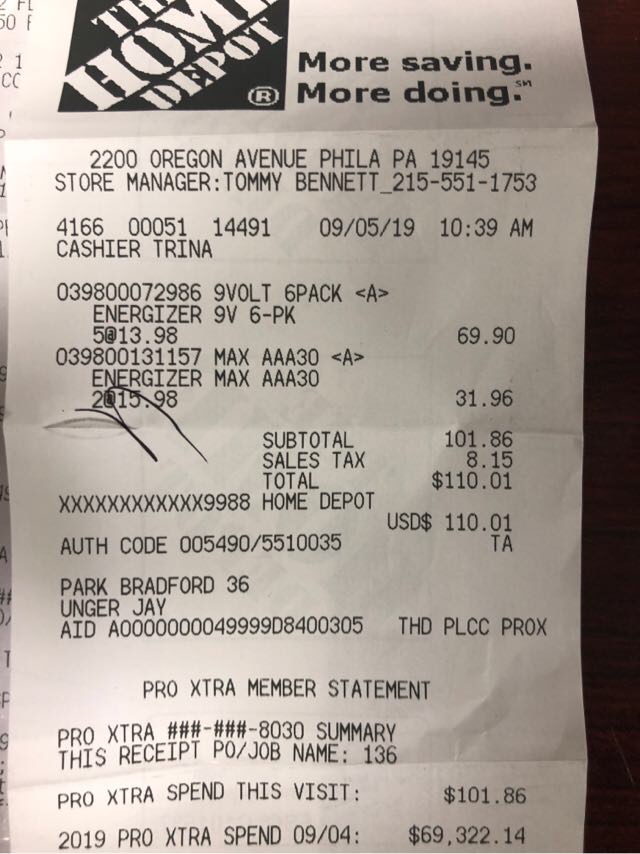 THE
HOME
DEPOT
®
More saving.
More doing.℠
2200 OREGON AVENUE PHILA PA 19145
STORE MANAGER:TOMMY BENNETT_215-551-1753
4166 00051 14491 09/05/19 10:39 AM
CASHIER TRINA
039800072986 9VOLT 6PACK <A>
ENERGIZER 9V 6-PK
5@13.98 69.90
039800131157 MAX AAA30 <A>
ENERGIZER MAX AAA30
2@15.98 31.96
SUBTOTAL 101.86
SALES TAX 8.15
TOTAL $110.01
XXXXXXXXXXXX9988 HOME DEPOT
USD$ 110.01
AUTH CODE 005490/5510035 TA
PARK BRADFORD 36
UNGER JAY
AID A0000000049999D8400305 THD PLCC PROX
PRO XTRA MEMBER STATEMENT
PRO XTRA ###-###-8030 SUMMARY
THIS RECEIPT PO/JOB NAME: 136
PRO XTRA SPEND THIS VISIT: $101.86
2019 PRO XTRA SPEND 09/04: $69,322.14